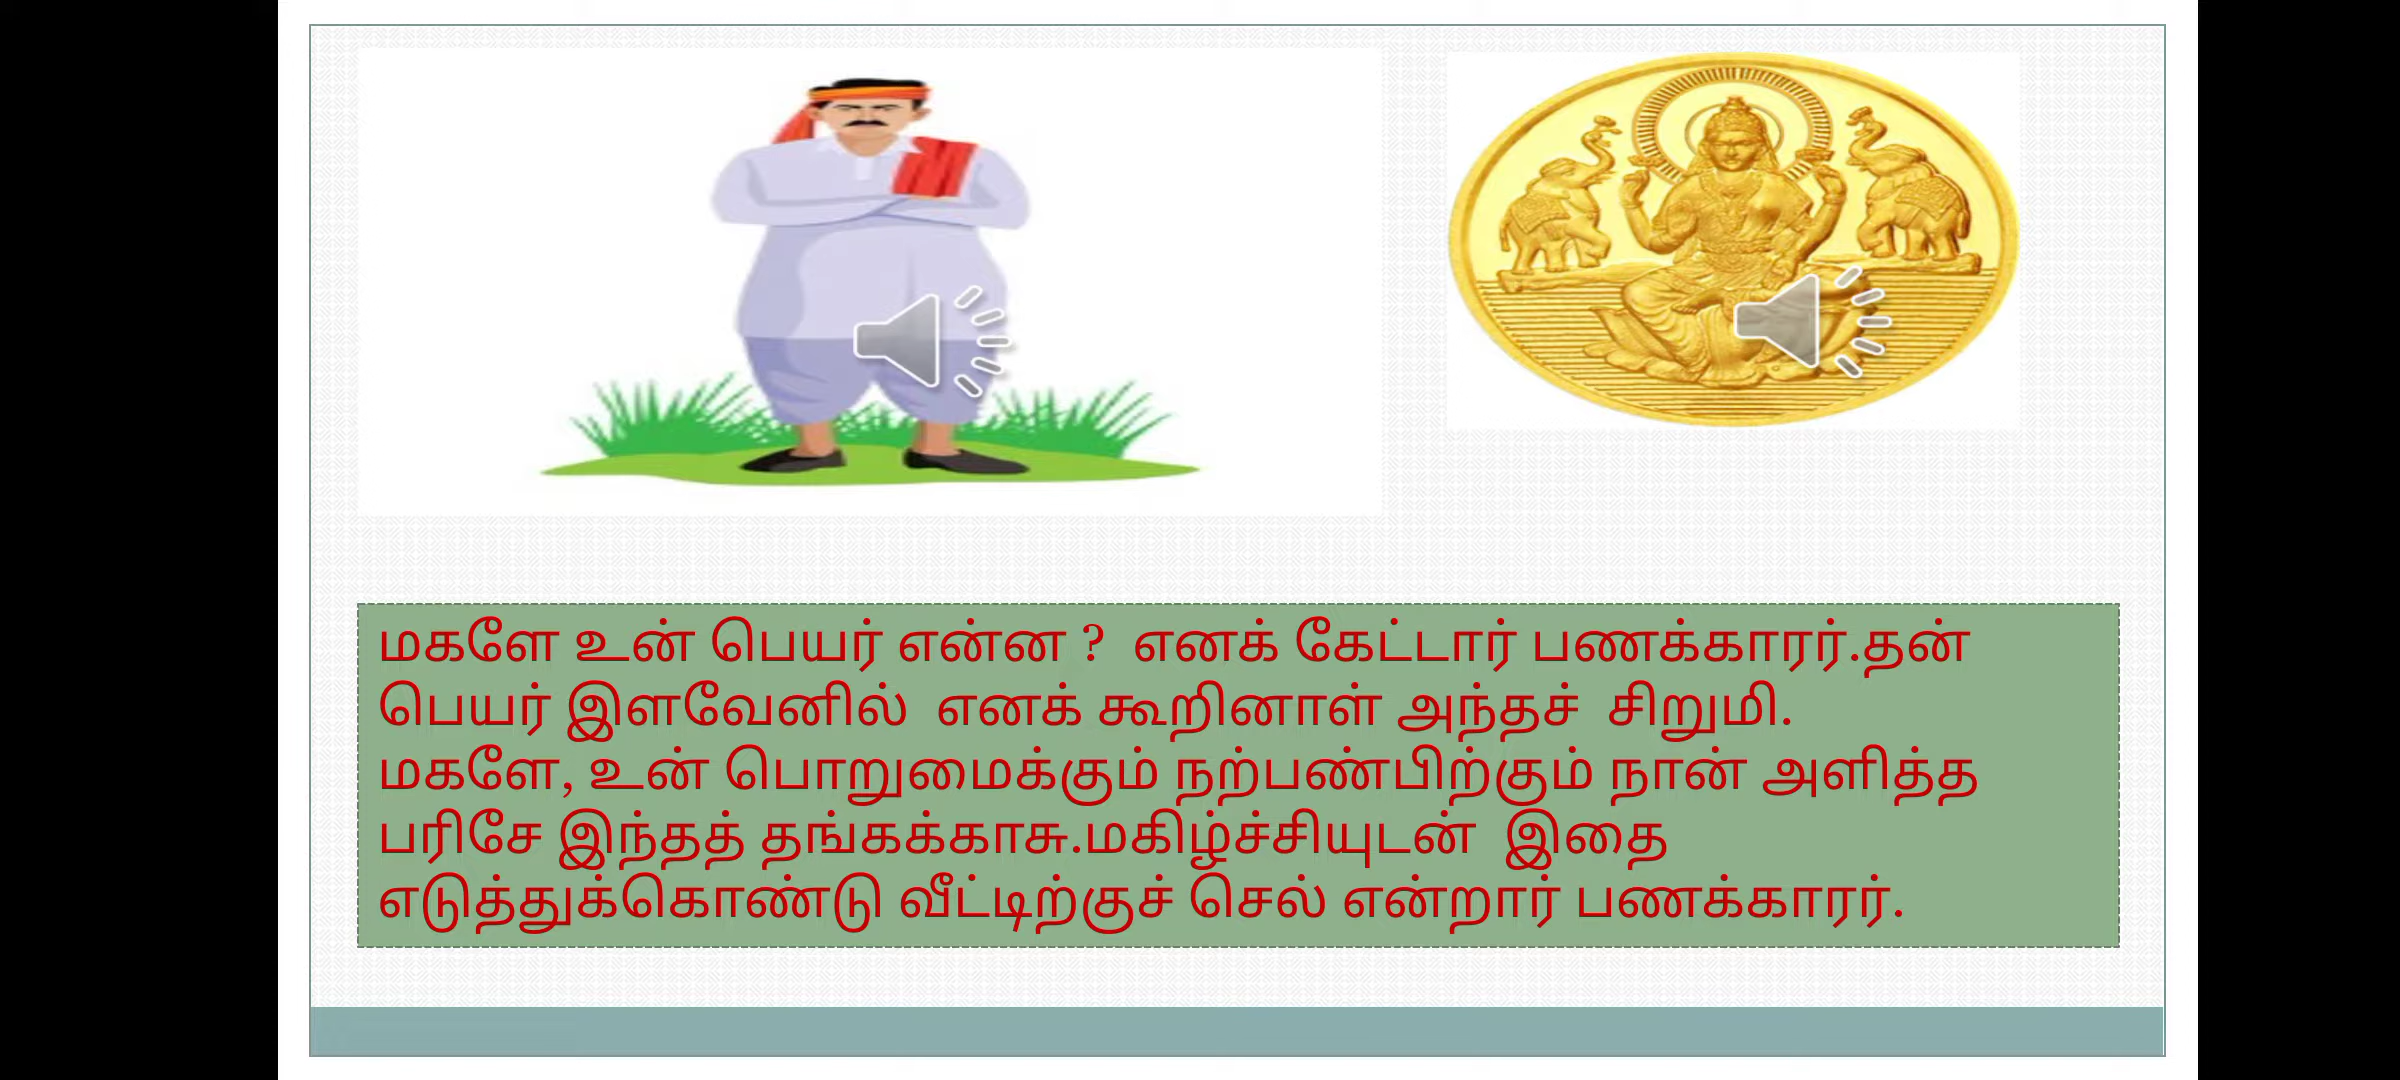 மகளே உன் பெயர் என்ன ? எனக் கேட்டார் பணக்காரர்.தன்
பெயர் இளவேனில் எனக் கூறினாள் அந்தச் சிறுமி.
மகளே, உன் பொறுமைக்கும் நற்பண்பிற்கும் நான் அளித்த
பரிசே இந்தத் தங்கக்காசு.மகிழ்ச்சியுடன் இதை
எடுத்துக்கொண்டு வீட்டிற்குச் செல் என்றார் பணக்காரர்.